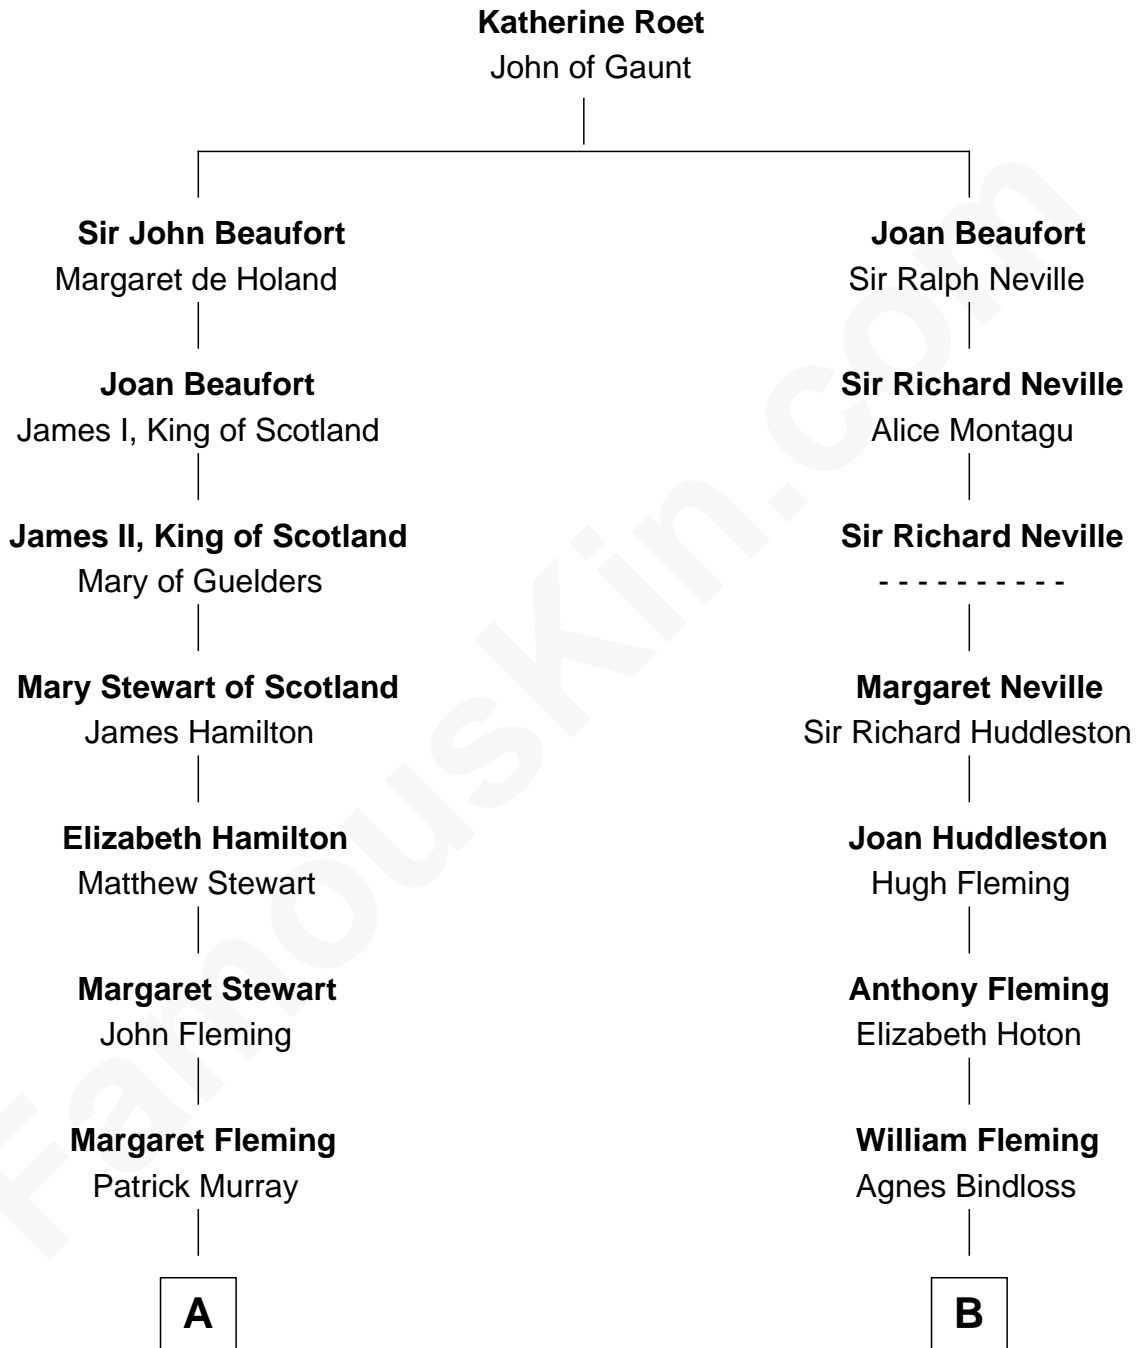 Katherine Roet
John of Gaunt
Sir John Beaufort
Margaret de Holand
Joan Beaufort
James I, King of Scotland
James II, King of Scotland
Mary of Guelders
Mary Stewart of Scotland
James Hamilton
Elizabeth Hamilton
Matthew Stewart
Margaret Stewart
John Fleming
Margaret Fleming
Patrick Murray
A
Joan Beaufort
Sir Ralph Neville
Sir Richard Neville
Alice Montagu
Sir Richard Neville
- - - - - - - - - -
Margaret Neville
Sir Richard Huddleston
Joan Huddleston
Hugh Fleming
Anthony Fleming
Elizabeth Hoton
William Fleming
Agnes Bindloss
B
FamousKin.com